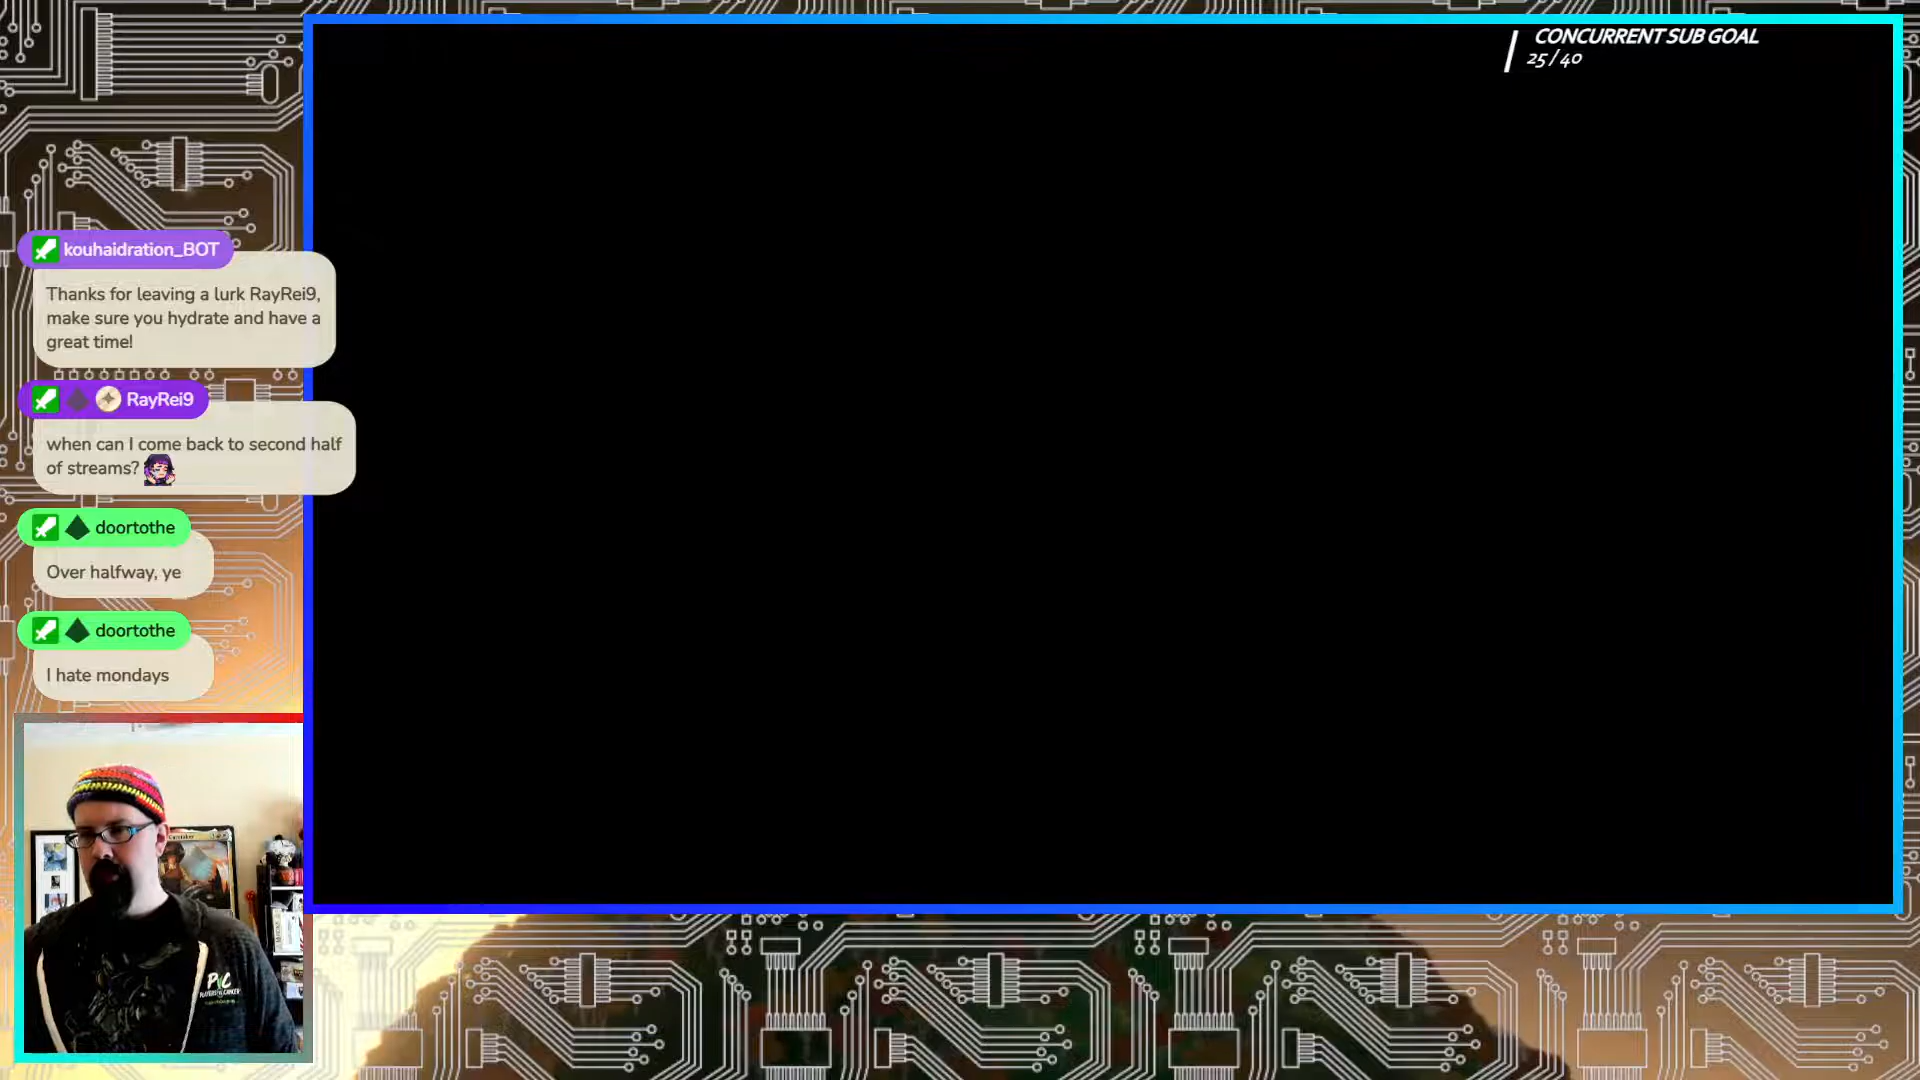 CONCURRENT SUB GOAL
25 / 40
kouhaidration_BOT
Thanks for leaving a lurk RayRei9,
make sure you hydrate and have a
great time!
RayRei9
when can I come back to second half
of streams?
doortothe
Over halfway, ye
doortothe
I hate mondays